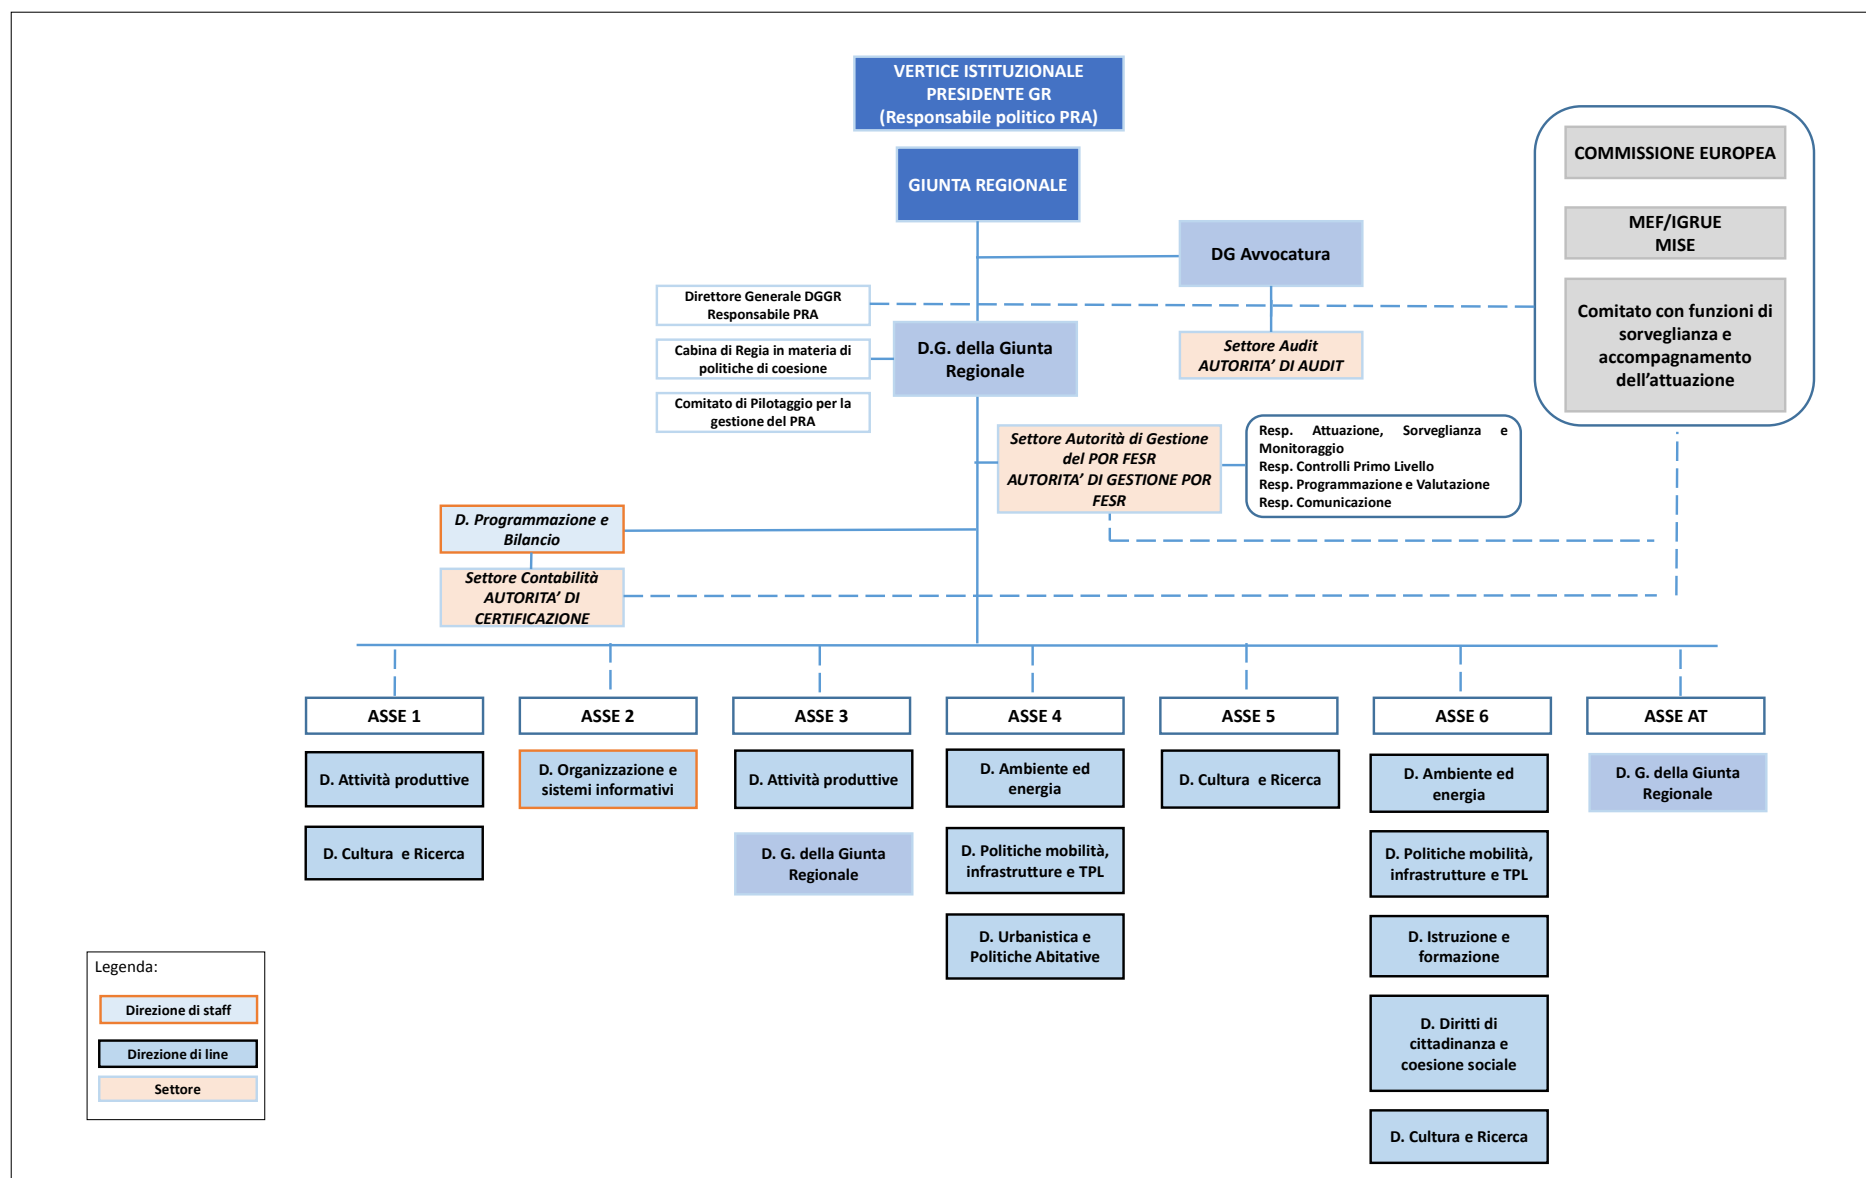 VERTICE ISTITUZIONALE
PRESIDENTE GR
(Responsabile politico PRA)
GIUNTA REGIONALE
COMMISSIONE EUROPEA
MEF/IGRUE
MISE
Comitato con funzioni di
sorveglianza e
accompagnamento
dell'attuazione
DG Avvocatura
Direttore Generale DGGR
Responsabile PRA
Cabina di Regia in materia di
politiche di coesione
Comitato di Pilotaggio per la
gestione del PRA
D.G. della Giunta
Regionale
Settore Audit
AUTORITA' DI AUDIT
Settore Autorità di Gestione
del POR FESR
AUTORITA' DI GESTIONE POR
FESR
Resp. Attuazione, Sorveglianza e
Monitoraggio
Resp. Controlli Primo Livello
Resp. Programmazione e Valutazione
Resp. Comunicazione
D. Programmazione e
Bilancio
Settore Contabilità
AUTORITA' DI
CERTIFICAZIONE
ASSE 1
D. Attività produttive
D. Cultura e Ricerca
ASSE 2
D. Organizzazione e
sistemi informativi
ASSE 3
D. Attività produttive
D. G. della Giunta
Regionale
ASSE 4
D. Ambiente ed
energia
D. Politiche mobilità,
infrastrutture e TPL
D. Urbanistica e
Politiche Abitative
ASSE 5
D. Cultura e Ricerca
ASSE 6
D. Ambiente ed
energia
D. Politiche mobilità,
infrastrutture e TPL
D. Istruzione e
formazione
D. Diritti di
cittadinanza e
coesione sociale
D. Cultura e Ricerca
ASSE AT
D. G. della Giunta
Regionale
Legenda:
Direzione di staff
Direzione di line
Settore